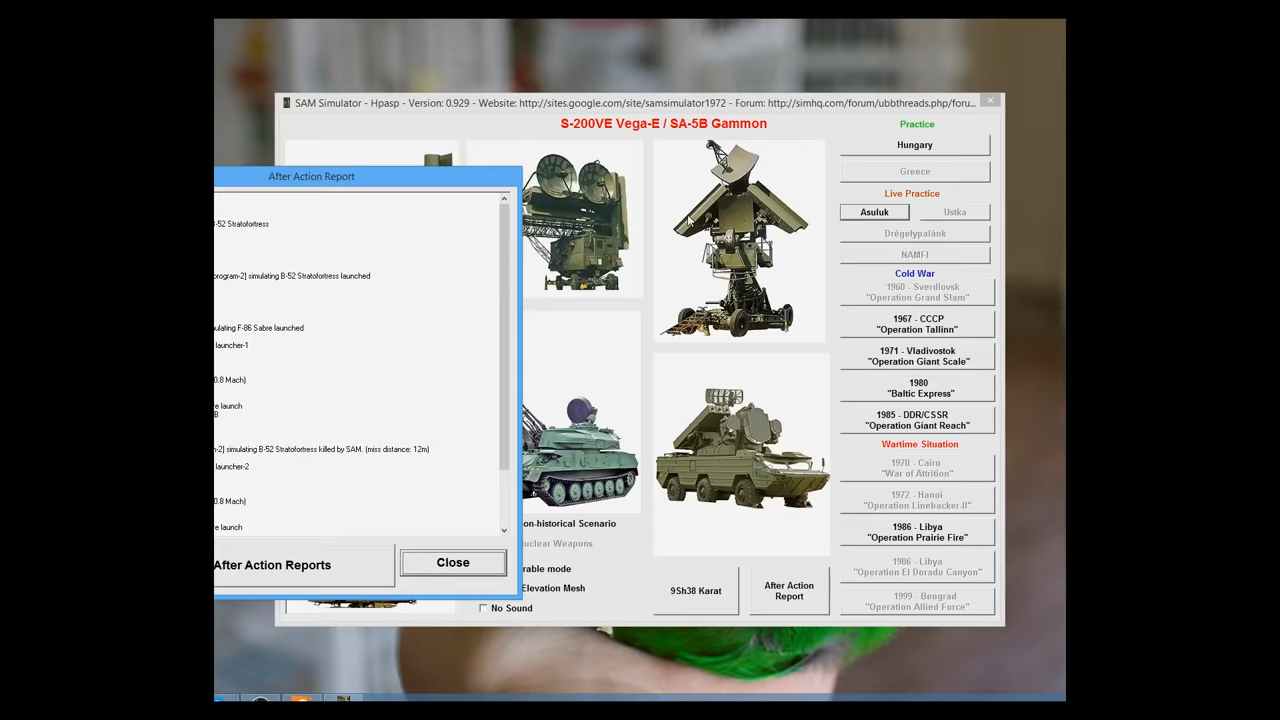 SAM Simulator - Hpasp - Version: 0.929 - Website: http://sites.google.com/site/samsimulator1972 - Forum: http://simhq.com/forum/ubbthreads.php/foru...
S-200VE Vega-E / SA-5B Gammon
After Action Report
B-52 Stratofortress
program-2] simulating B-52 Stratofortress launched
ulating F-86 Sabre launched
launcher-1
0.8 Mach)
re launch
B
n-2] simulating B-52 Stratofortress killed by SAM. (miss distance: 12m)
launcher-2
0.8 Mach)
re launch
After Action Reports
Close
on-historical Scenario
uclear Weapons
rable mode
Elevation Mesh
No Sound
9Sh38 Karat
After Action
Report
Practice
Hungary
Greece
Live Practice
Asuluk
Ustka
Drégelypalánk
NAMFI
Cold War
1960 - Sverdlovsk
"Operation Grand Slam"
1967 - CCCP
"Operation Tallinn"
1971 - Vladivostok
"Operation Giant Scale"
1980
"Baltic Express"
1985 - DDR/CSSR
"Operation Giant Reach"
Wartime Situation
1970 - Cairo
"War of Attrition"
1972 - Hanoi
"Operation Linebacker-II"
1986 - Libya
"Operation Prairie Fire"
1986 - Libya
"Operation El Dorado Canyon"
1999 - Beograd
"Operation Allied Force"